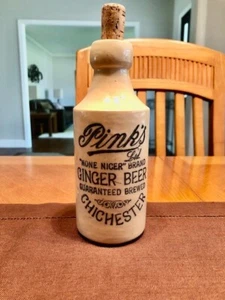 Pink's
Ltd
"NONE NICER" BRAND
GINGER BEER
GUARANTEED BREWED
CHICHESTER